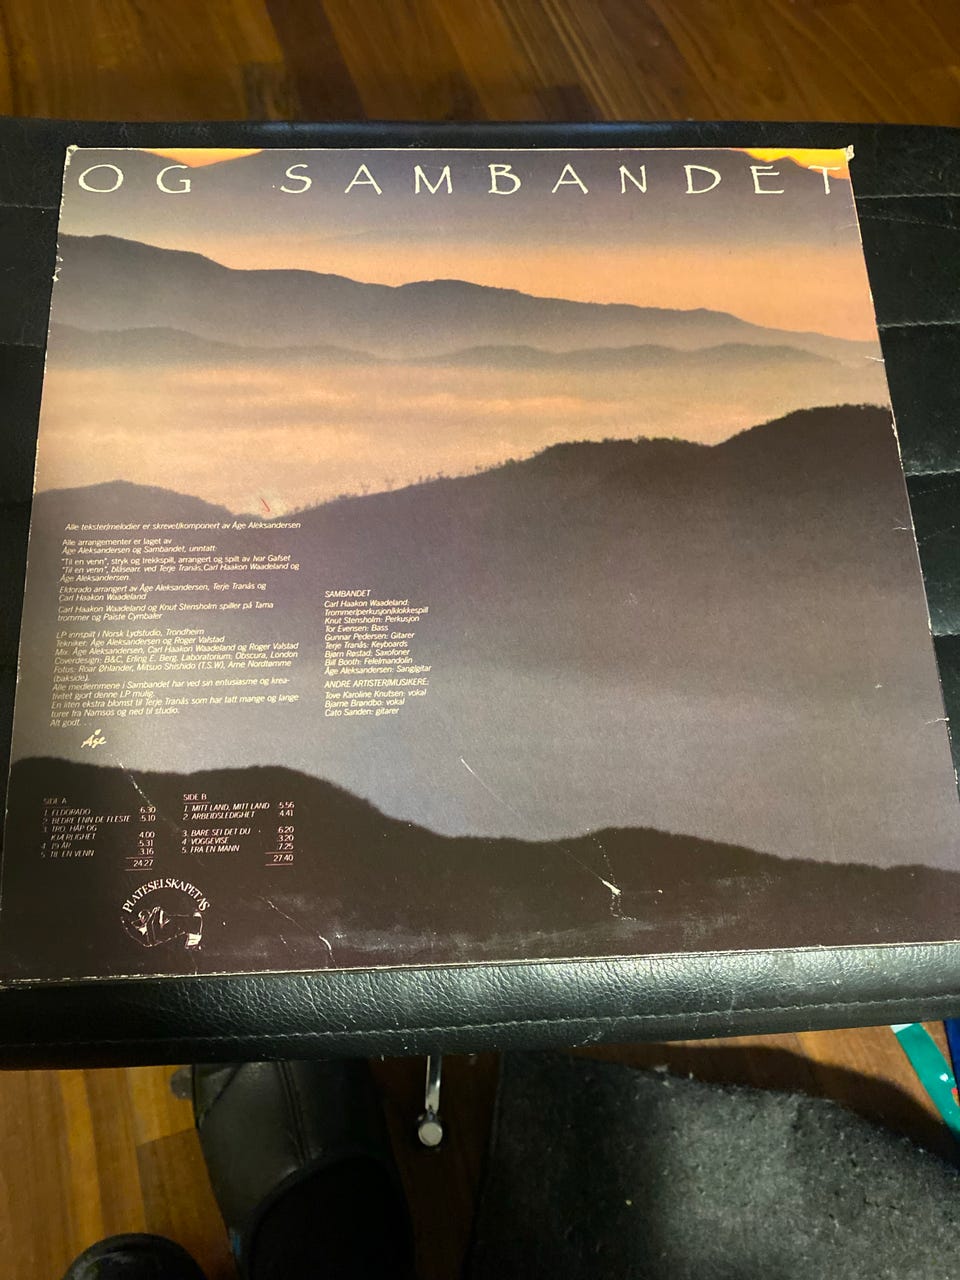 OG SAMBANDET
Alle tekster/melodier er skrevet/komponert av Åge Aleksandersen
Alle arrangementer er laget av
Åge Aleksandersen og Sambandet, unntatt:
"Til en venn", stryk og trekkspill, arrangert og spilt av Ivar Gafset
"Til en venn", blåsearr. ved Terje Tranås, Carl Haakon Waadeland og
Åge Aleksandersen.
Eldorado arrangert av Åge Aleksandersen, Terje Tranås og
Carl Haakon Waadeland
Carl Haakon Waadeland og Knut Stensholm spiller på Tama
trommer og Paiste Cymbaler
LP innspilt i Norsk Lydstudio, Trondheim
Tekniker: Åge Aleksandersen og Roger Valstad
Mix: Åge Aleksandersen, Carl Haakon Waadeland og Roger Valstad
Coverdesign: B&C, Erling E. Berg. Laboratorium: Obscura, London
Fotos: Roar Øhlander, Mitsuo Shishido (T.S.W), Arne Nordtømme
(bakside).
Alle medlemmene i Sambandet har ved sin entusiasme og krea-
tivitet gjort denne LP mulig.
En liten ekstra blomst til Terje Tranås som har tatt mange og lange
turer fra Namsos og ned til studio.
Alt godt. . .
Åge
SAMBANDET
Carl Haakon Waadeland:
Trommer/perkusjon/klokkespill
Knut Stensholm: Perkusjon
Tor Evensen: Bass
Gunnar Pedersen: Gitarer
Terje Tranås: Keyboards
Bjørn Røstad: Saxofoner
Bill Booth: Fele/mandolin
Åge Aleksandersen: Sang/gitar
ANDRE ARTISTER/MUSIKERE:
Tove Karoline Knutsen: vokal
Bjarne Brøndbo: vokal
Cato Sanden: gitarer
SIDE A
1. ELDORADO 6.30
2. BEDRE ENN DE FLESTE 5.10
3. TRO, HÅP OG
KJÆRLIGHET 4.00
4. 19 ÅR 5.31
5. TIL EN VENN 3.16
24.27
SIDE B
1. MITT LAND, MITT LAND 5.56
2. ARBEIDSLEDIGHET 4.41
3. BARE SEI DET DU 6.20
4. VOGGEVISE 3.20
5. FRA EN MANN 7.25
27.40
PLATESELSKAPET AS